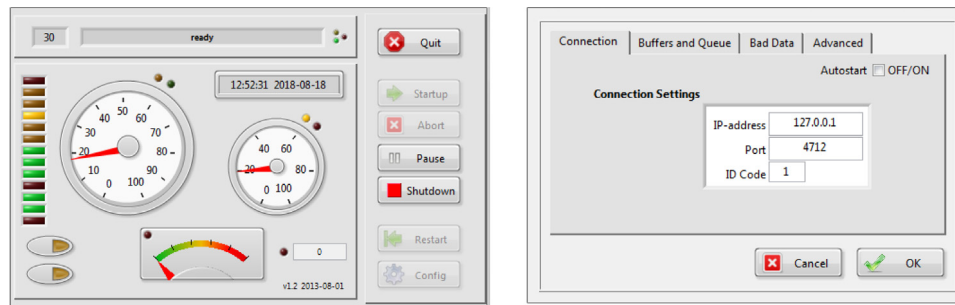 30
ready
Quit
12:52:31 2018-08-18
Startup
Abort
Pause
Shutdown
Restart
Config
40 50 60
30 70
20 80
10 90
0 100
40 60
20 80
0 100
0
v1.2 2013-08-01
Connection Buffers and Queue Bad Data Advanced
Autostart OFF/ON
Connection Settings
IP-address 127.0.0.1
Port 4712
ID Code 1
Cancel OK